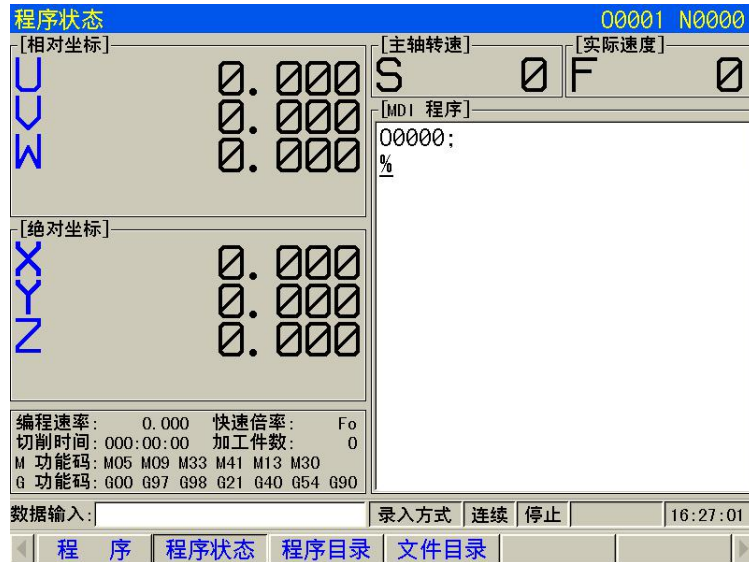 程序状态 O0001 N0000
[相对坐标]
U 0.000
V 0.000
W 0.000
[主轴转速]
S 0
[实际速度]
F 0
[MDI 程序]
O0000;
%
[绝对坐标]
X 0.000
Y 0.000
Z 0.000
编程速率: 0.000 快速倍率: Fo
切削时间: 000:00:00 加工件数: 0
M 功能码: M05 M09 M33 M41 M13 M30
G 功能码: G00 G97 G98 G21 G40 G54 G90
数据输入: 录入方式 连续 停止 16:27:01
程 序 程序状态 程序目录 文件目录